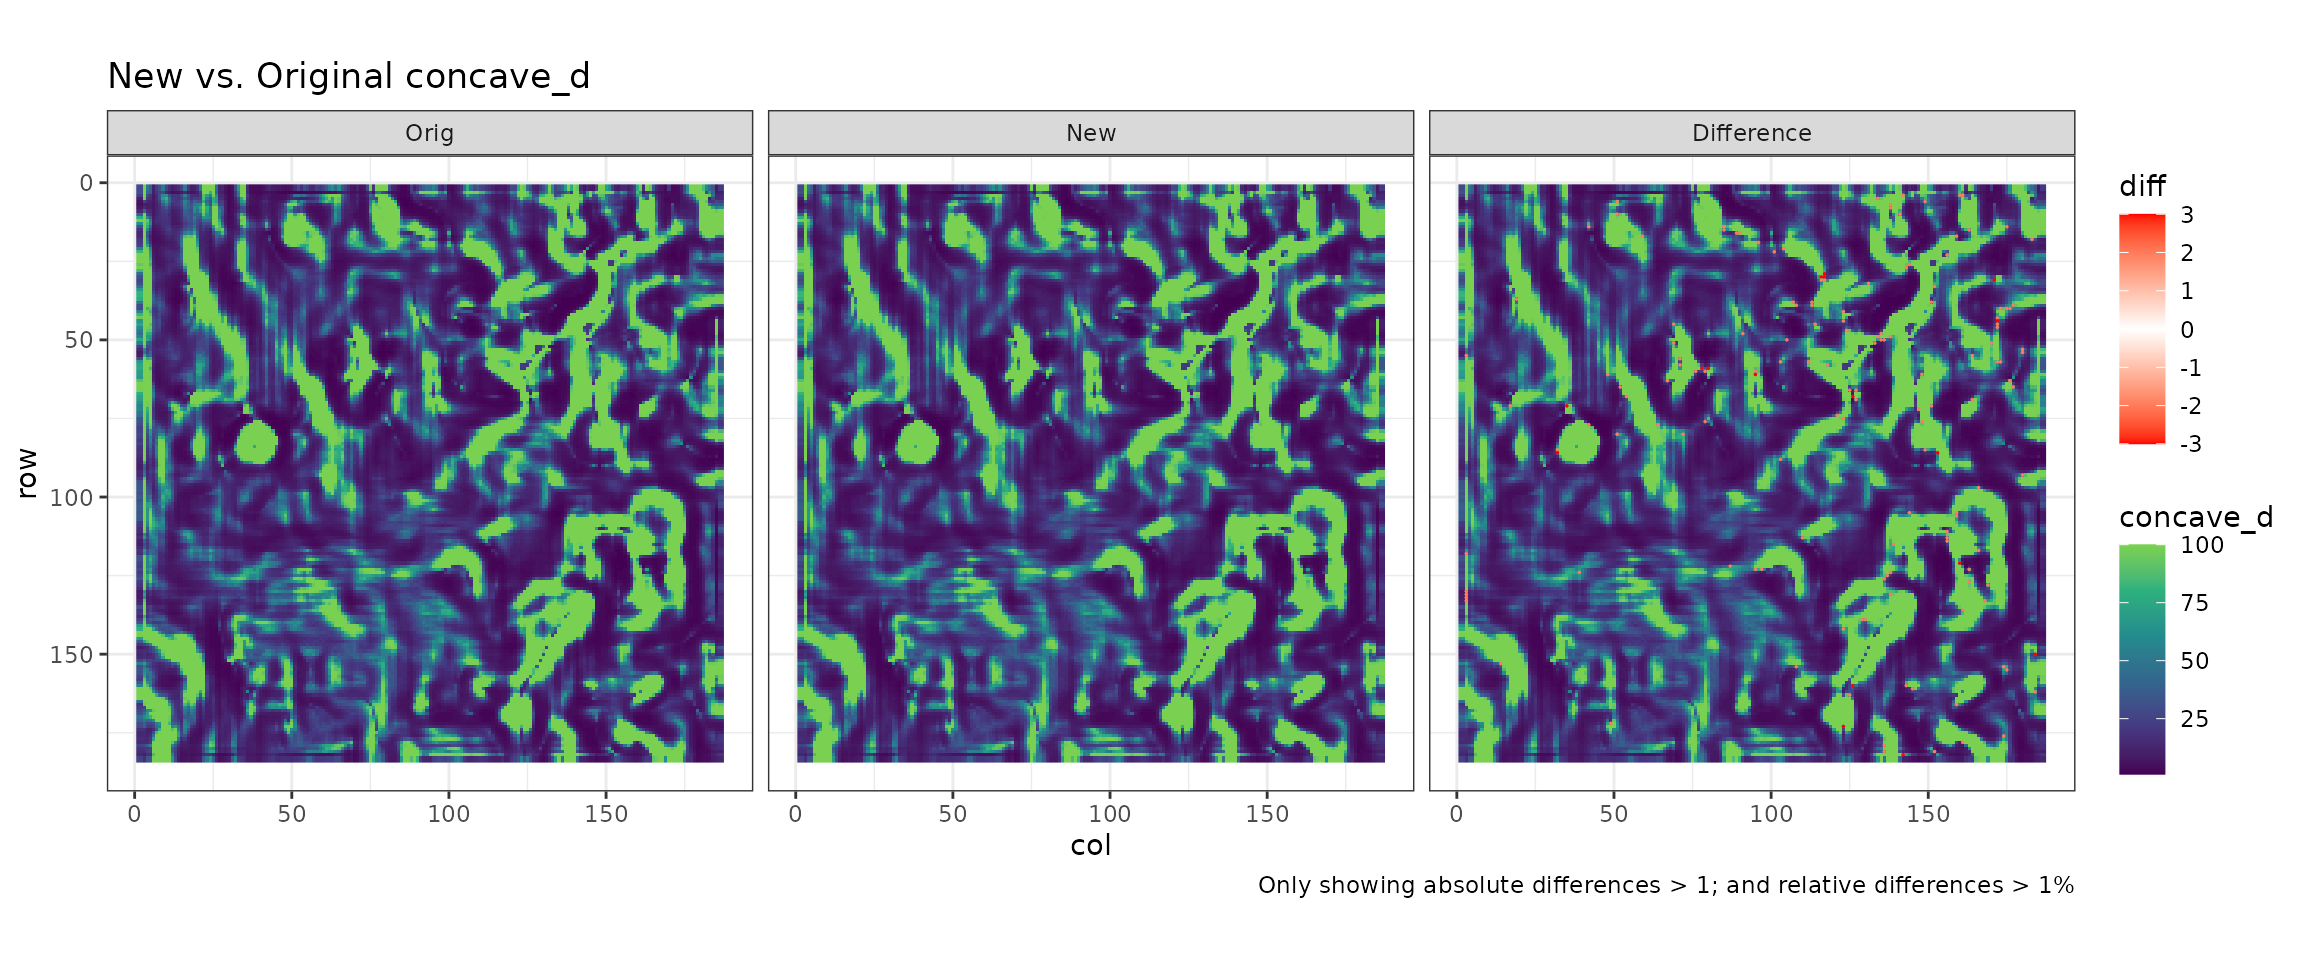 New vs. Original concave_d
Orig New Difference
0
50
100
150
row
0 50 100 150 0 50 100 150 0 50 100 150
col
Only showing absolute differences > 1; and relative differences > 1%
diff
3
2
1
0
-1
-2
-3
concave_d
100
75
50
25